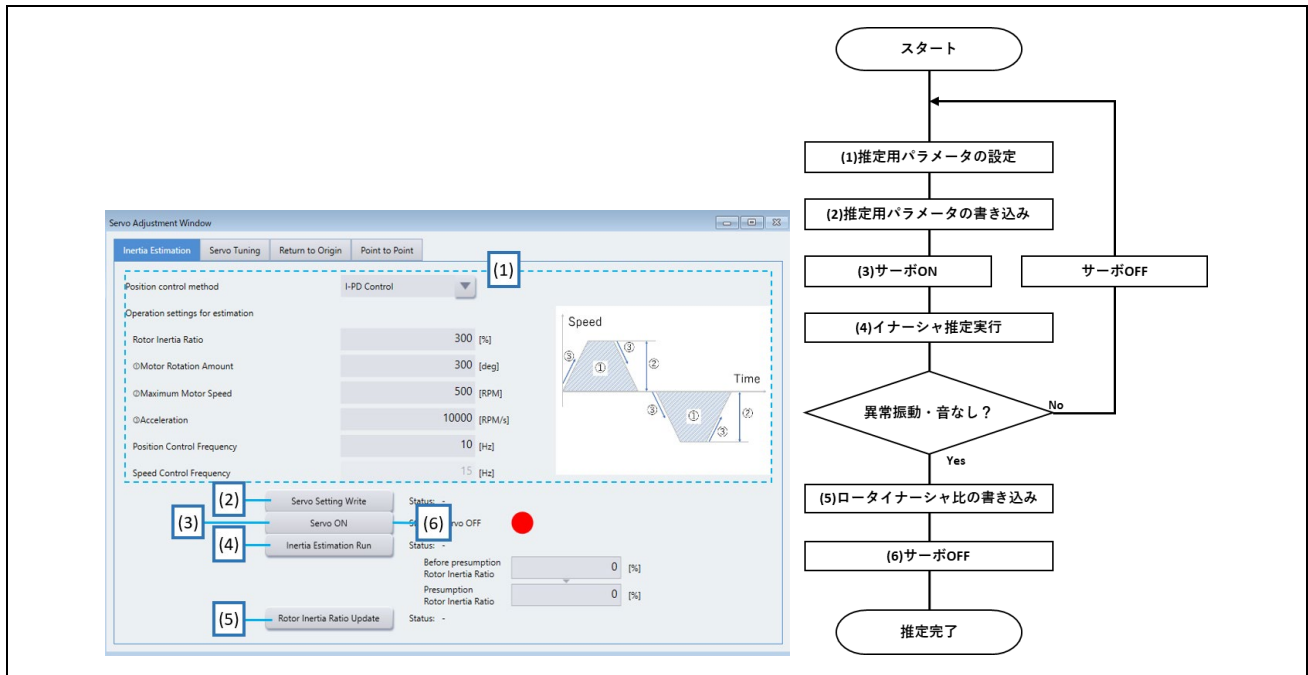 Servo Adjustment Window
Inertia Estimation Servo Tuning Return to Origin Point to Point
(1)
Position control method I-PD Control
Operation settings for estimation
Rotor Inertia Ratio 300 [%]
①Motor Rotation Amount 300 [deg]
②Maximum Motor Speed 500 [RPM]
③Acceleration 10000 [RPM/s]
Position Control Frequency 10 [Hz]
Speed Control Frequency 15 [Hz]
Speed
③ ① ③ ②
Time
③ ① ③ ②
(2) Servo Setting Write Status: -
(3) Servo ON (6) Servo OFF
(4) Inertia Estimation Run Status: -
Before presumption
Rotor Inertia Ratio 0 [%]
Presumption
Rotor Inertia Ratio 0 [%]
(5) Rotor Inertia Ratio Update Status: -
スタート
(1)推定用パラメータの設定
(2)推定用パラメータの書き込み
(3)サーボON
サーボOFF
(4)イナーシャ推定実行
異常振動・音なし？
No
Yes
(5)ロータイナーシャ比の書き込み
(6)サーボOFF
推定完了